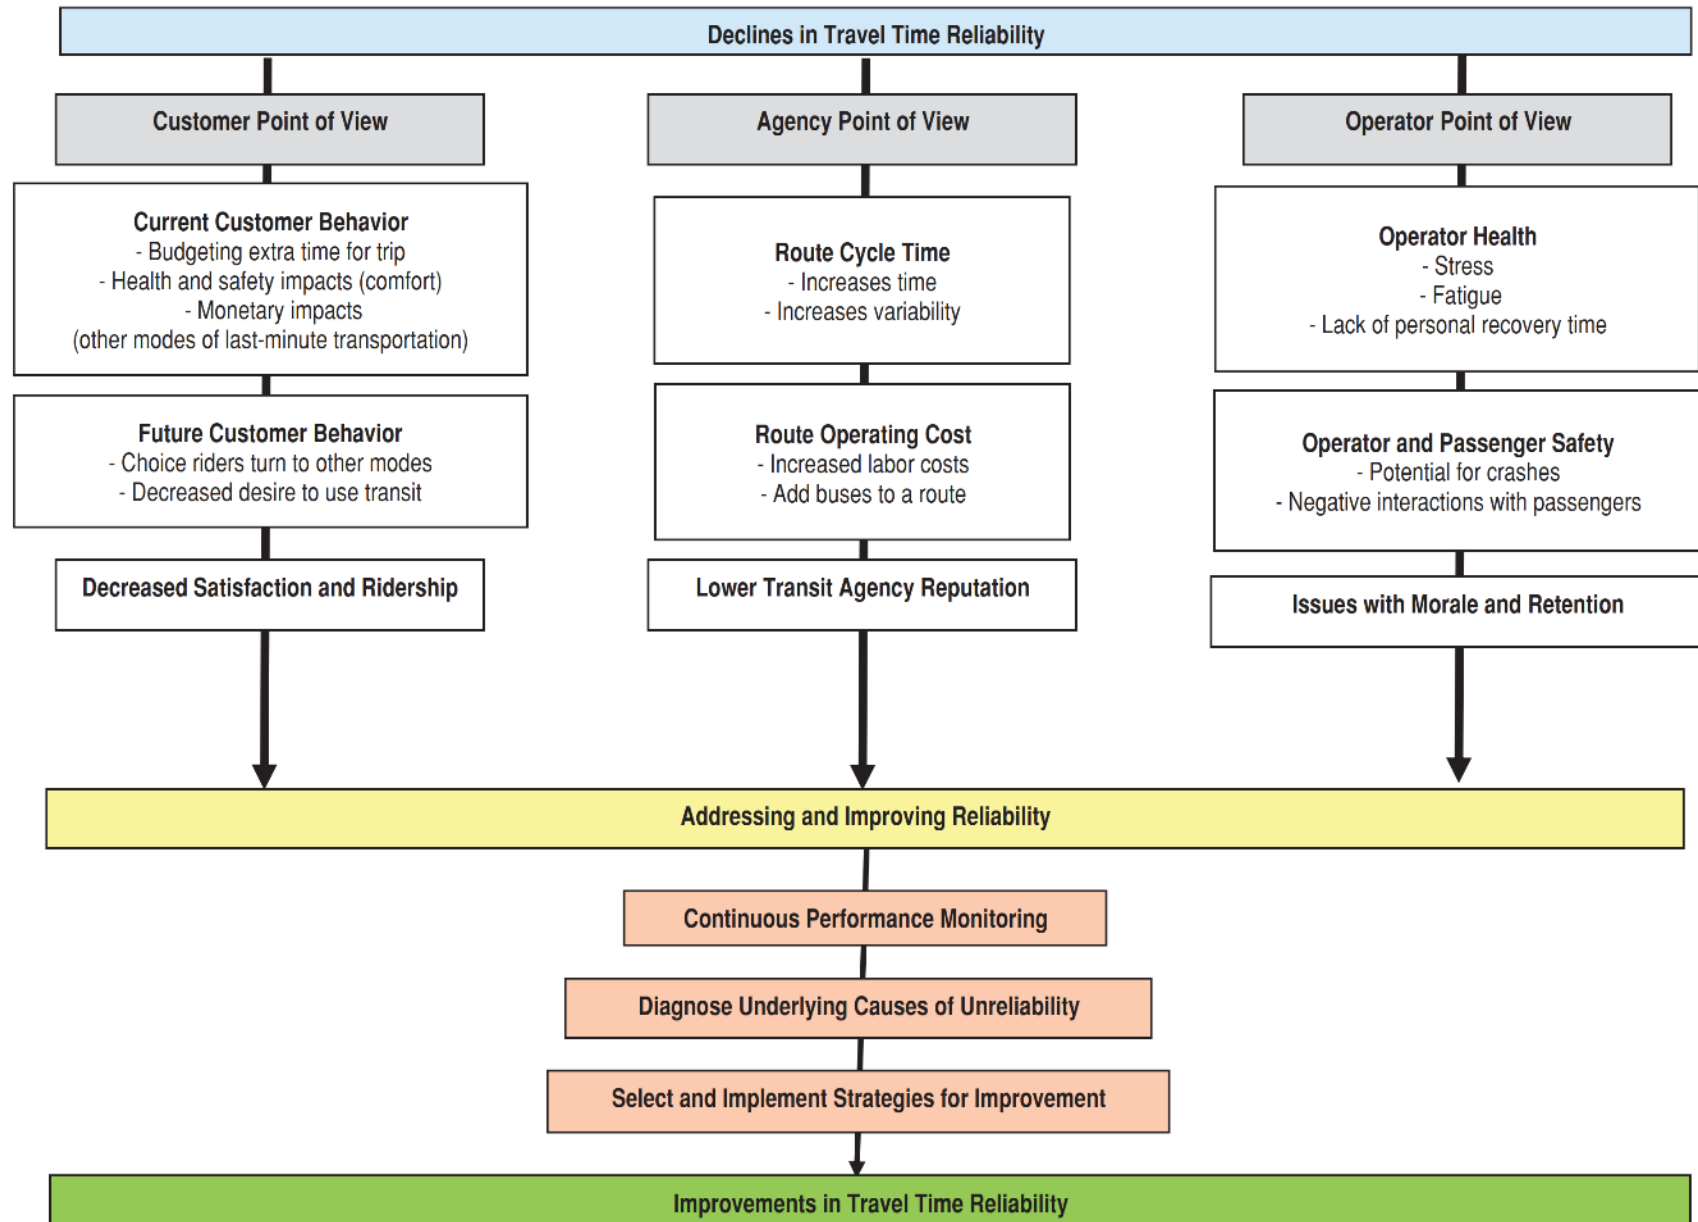 Declines in Travel Time Reliability
Customer Point of View
Current Customer Behavior
- Budgeting extra time for trip
- Health and safety impacts (comfort)
- Monetary impacts
(other modes of last-minute transportation)
Future Customer Behavior
- Choice riders turn to other modes
- Decreased desire to use transit
Decreased Satisfaction and Ridership
Agency Point of View
Route Cycle Time
- Increases time
- Increases variability
Route Operating Cost
- Increased labor costs
- Add buses to a route
Lower Transit Agency Reputation
Operator Point of View
Operator Health
- Stress
- Fatigue
- Lack of personal recovery time
Operator and Passenger Safety
- Potential for crashes
- Negative interactions with passengers
Issues with Morale and Retention
Addressing and Improving Reliability
Continuous Performance Monitoring
Diagnose Underlying Causes of Unreliability
Select and Implement Strategies for Improvement
Improvements in Travel Time Reliability